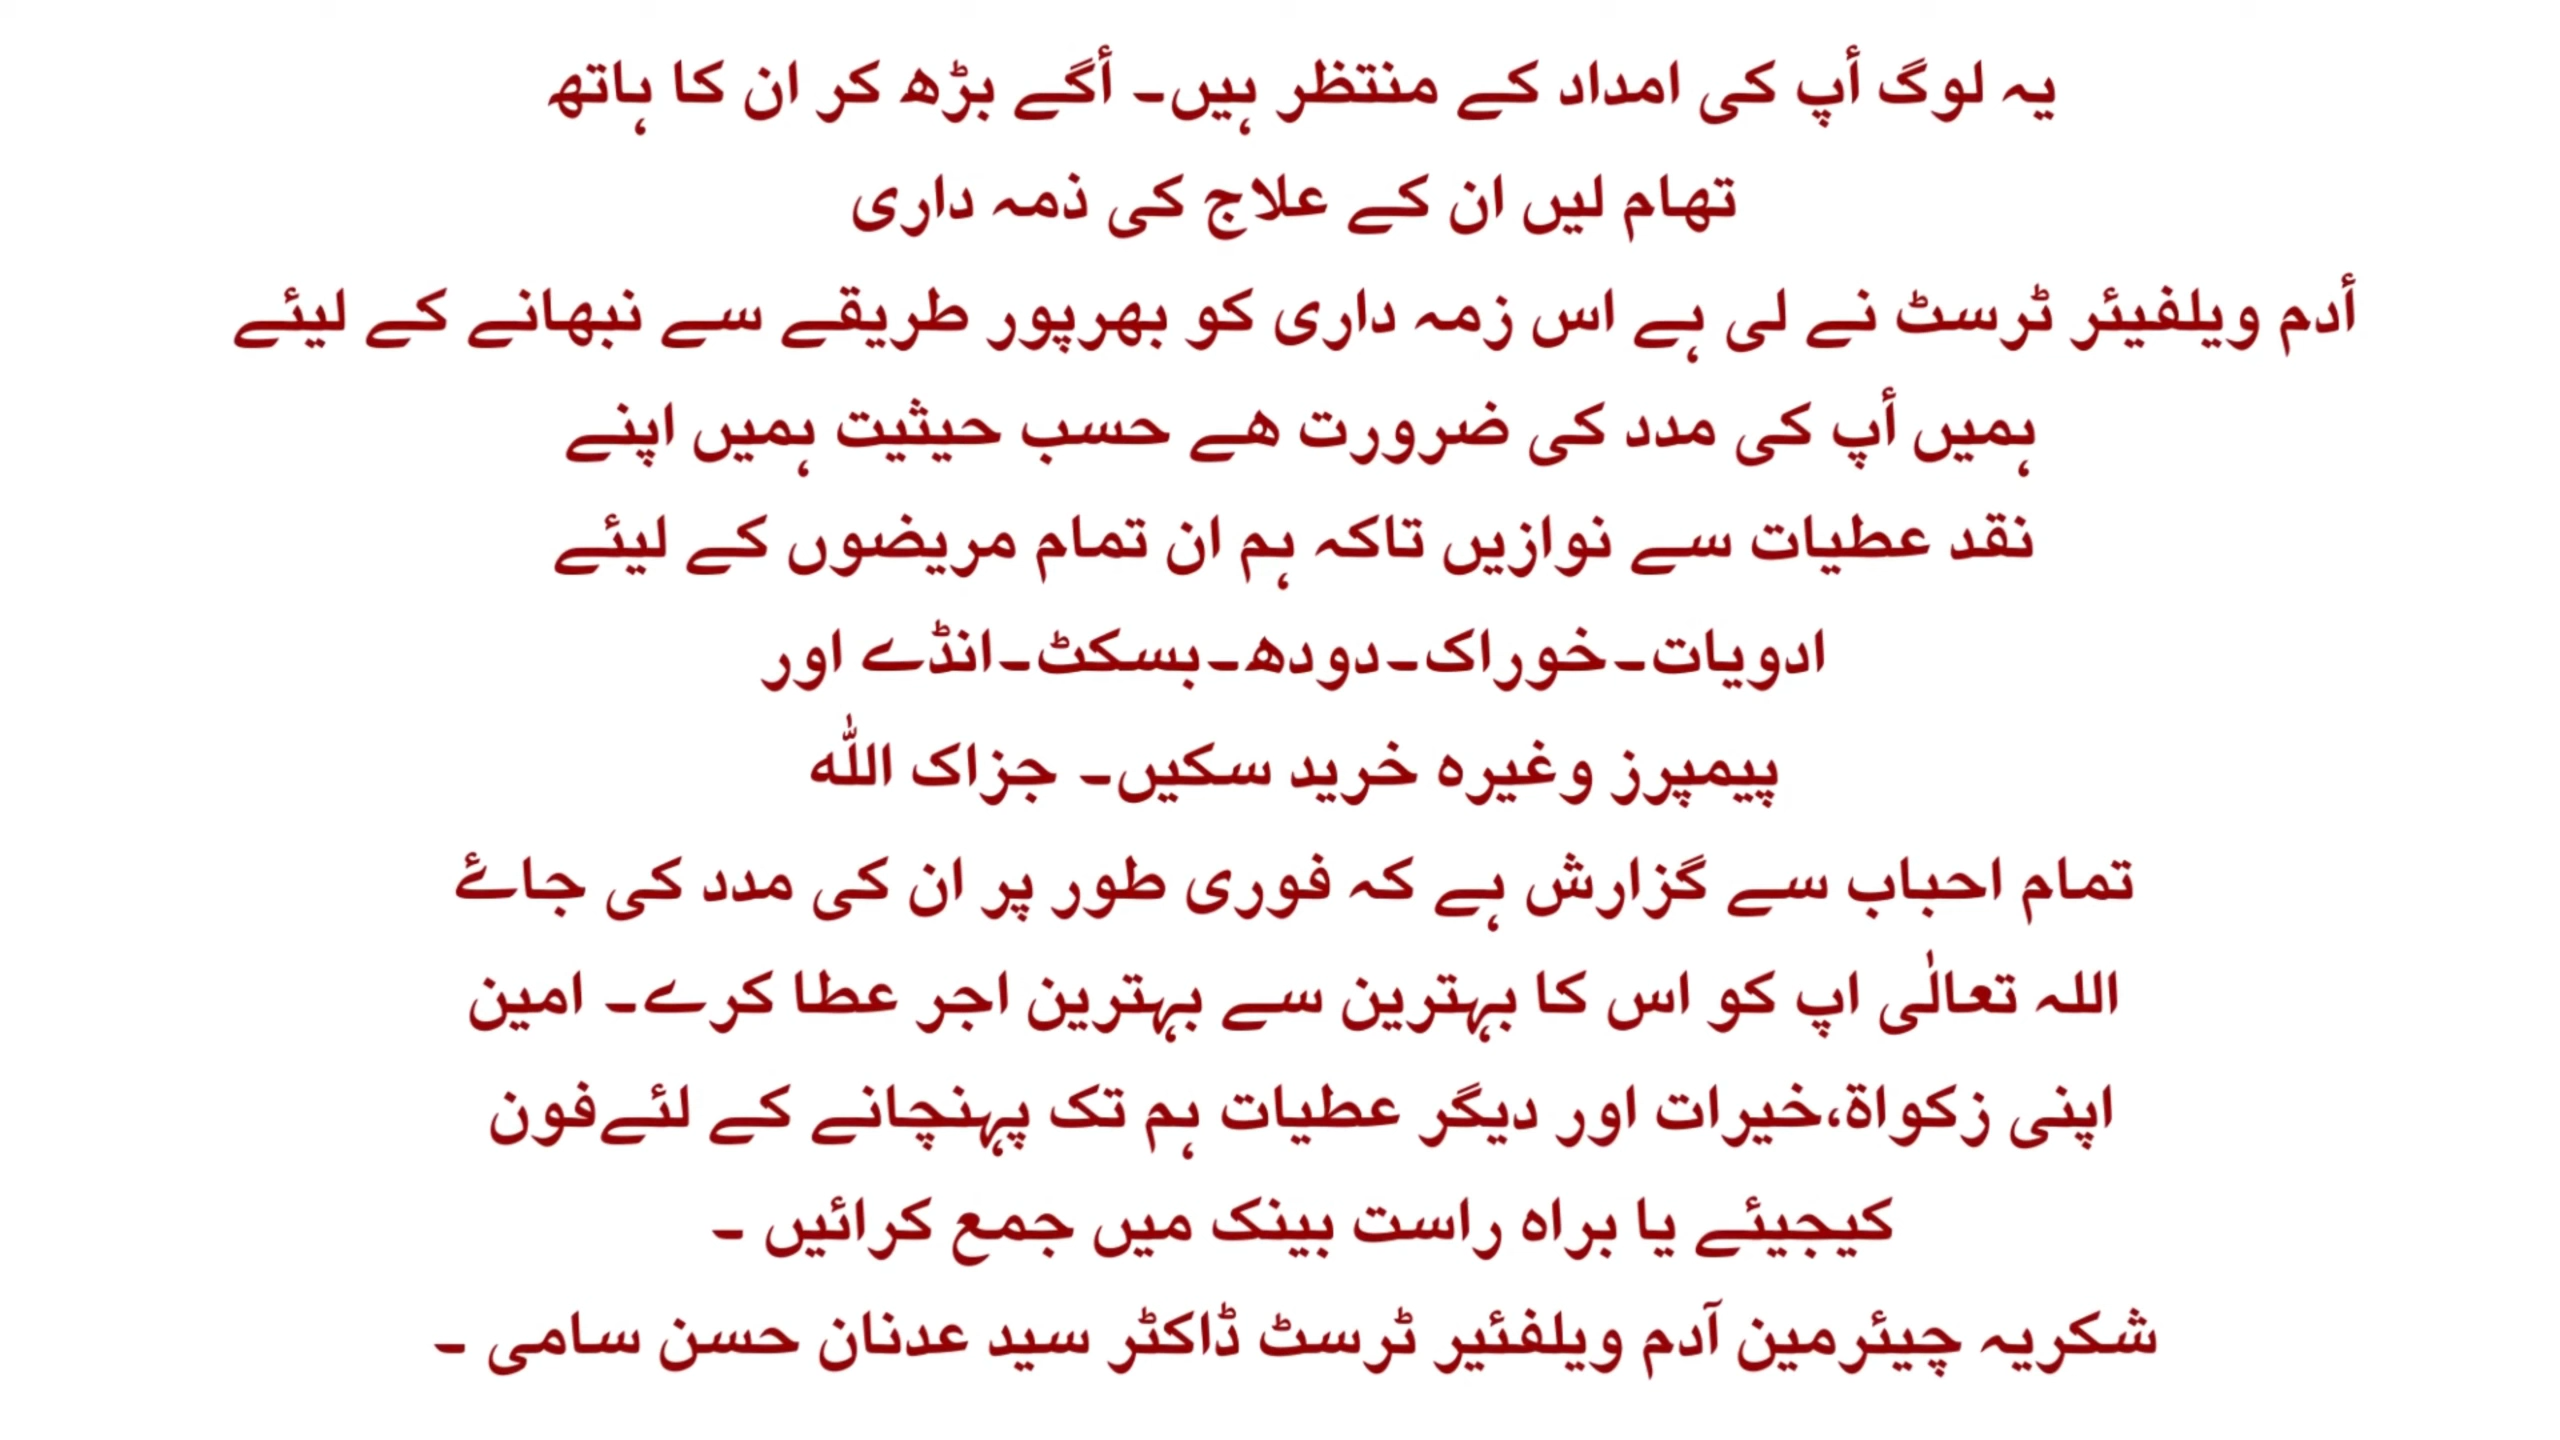 یہ لوگ أپ کی امداد کے منتظر ہیں۔ أگے بڑھ کر ان کا ہاتھ
تھام لیں ان کے علاج کی ذمہ داری
أدم ویلفیئر ٹرسٹ نے لی ہے اس زمہ داری کو بھرپور طریقے سے نبھانے کے لیئے
ہمیں أپ کی مدد کی ضرورت ھے حسب حیثیت ہمیں اپنے
نقد عطیات سے نوازیں تاکہ ہم ان تمام مریضوں کے لیئے
ادویات۔خوراک۔دودھ۔بسکٹ۔انڈے اور
پیمپرز وغیرہ خرید سکیں۔ جزاک اللّٰہ
تمام احباب سے گزارش ہے کہ فوری طور پر ان کی مدد کی جائے
اللہ تعالٰی اپ کو اس کا بہترین سے بہترین اجر عطا کرے۔ امین
اپنی زکواۃ،خیرات اور دیگر عطیات ہم تک پہنچانے کے لئےفون
کیجیئے یا براہ راست بینک میں جمع کرائیں ۔
شکریہ چیئرمین آدم ویلفئیر ٹرسٹ ڈاکٹر سید عدنان حسن سامی ۔